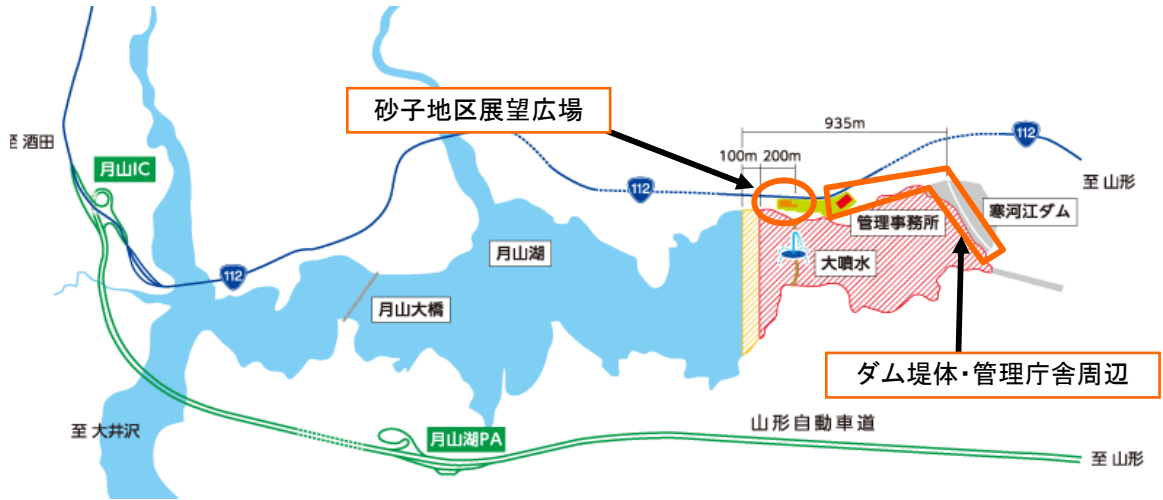 砂子地区展望広場
935m
100m
200m
112
至 酒田
月山IC
112
至 山形
管理事務所
寒河江ダム
月山湖
大噴水
112
月山大橋
ダム堤体・管理庁舎周辺
至 大井沢
月山湖PA
山形自動車道
至 山形